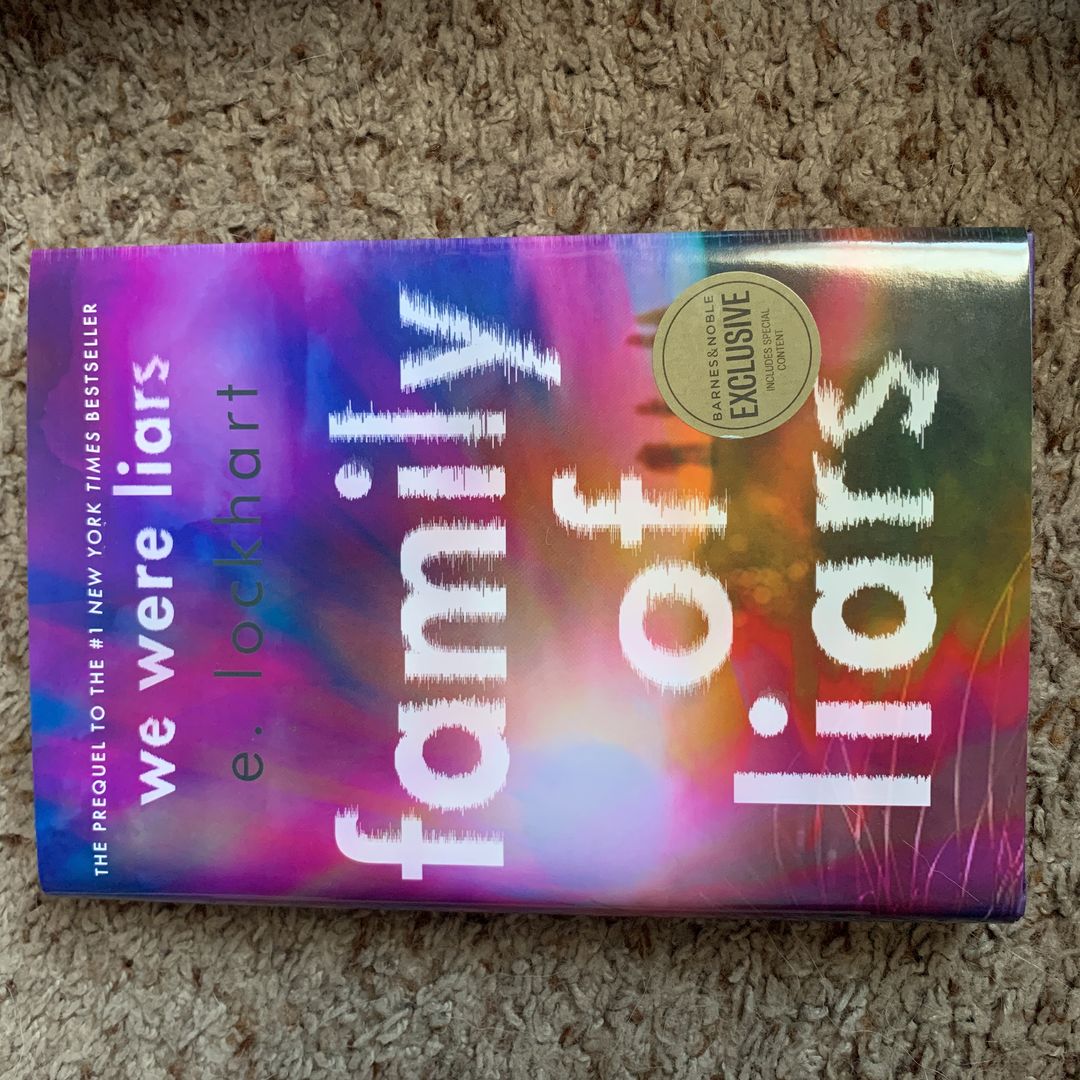 THE PREQUEL TO THE #1 NEW YORK TIMES BESTSELLER
we were liars
e. lockhart
family
of
liars
BARNES & NOBLE
EXCLUSIVE
INCLUDES SPECIAL
CONTENT